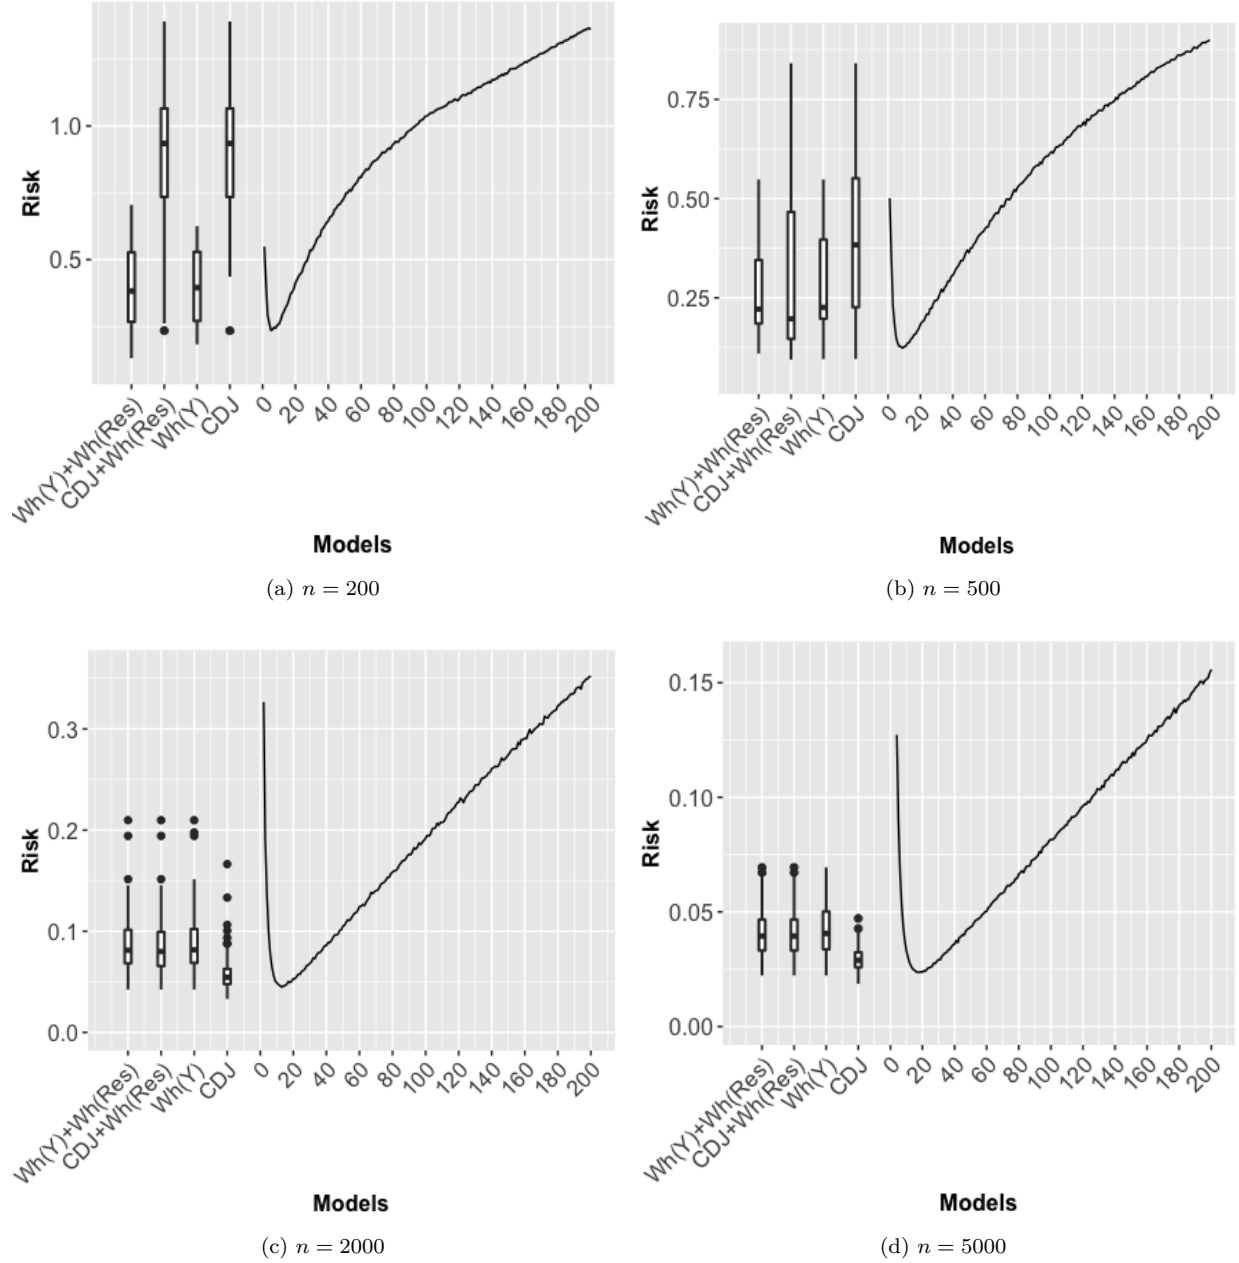 1.0
0.5
Risk
Wh(Y)+Wh(Res)
CDJ+Wh(Res)
Wh(Y)
CDJ
0 20 40 60 80 100 120 140 160 180 200
Models
(a) n = 200
0.75
0.50
0.25
Risk
Wh(Y)+Wh(Res)
CDJ+Wh(Res)
Wh(Y)
CDJ
0 20 40 60 80 100 120 140 160 180 200
Models
(b) n = 500
0.3
0.2
0.1
0.0
Risk
Wh(Y)+Wh(Res)
CDJ+Wh(Res)
Wh(Y)
CDJ
0 20 40 60 80 100 120 140 160 180 200
Models
(c) n = 2000
0.15
0.10
0.05
0.00
Risk
Wh(Y)+Wh(Res)
CDJ+Wh(Res)
Wh(Y)
CDJ
0 20 40 60 80 100 120 140 160 180 200
Models
(d) n = 5000